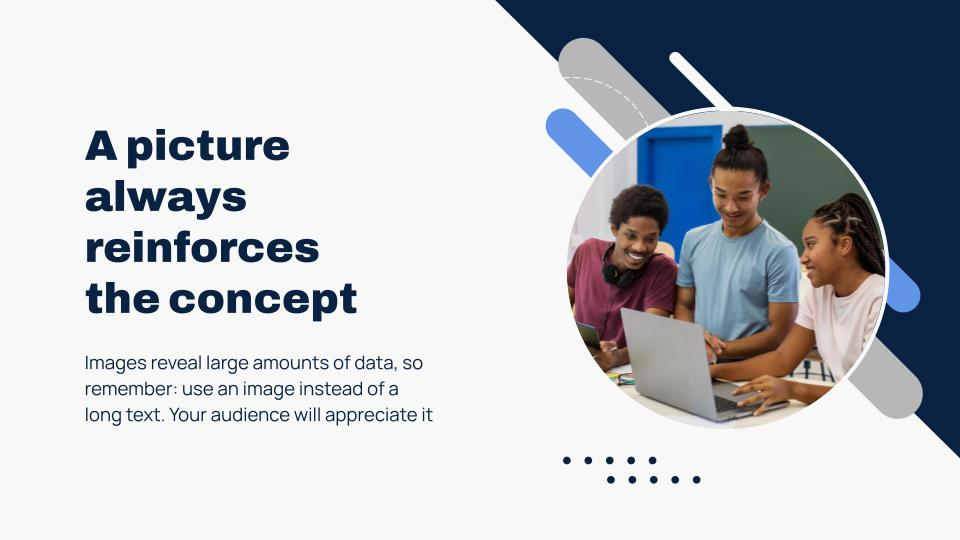 A picture
always
reinforces
the concept
Images reveal large amounts of data, so
remember: use an image instead of a
long text. Your audience will appreciate it